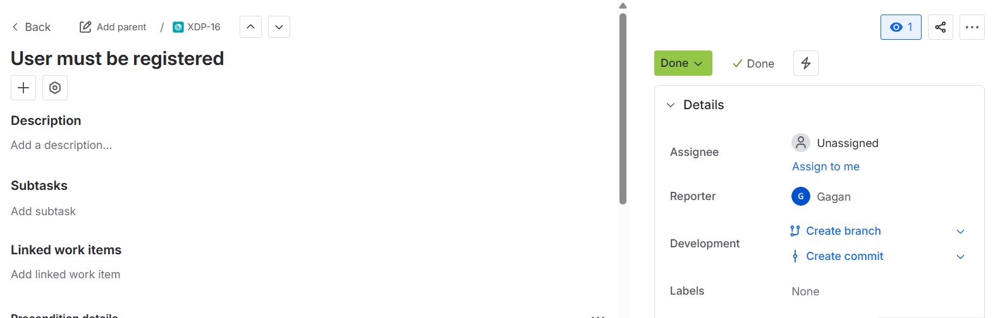 Back
Add parent / XDP-16
1
User must be registered
Done
Done
Description
Add a description...
Subtasks
Add subtask
Linked work items
Add linked work item
Precondition details
Details
Assignee
Unassigned
Assign to me
Reporter
G
Gagan
Development
Create branch
Create commit
Labels
None